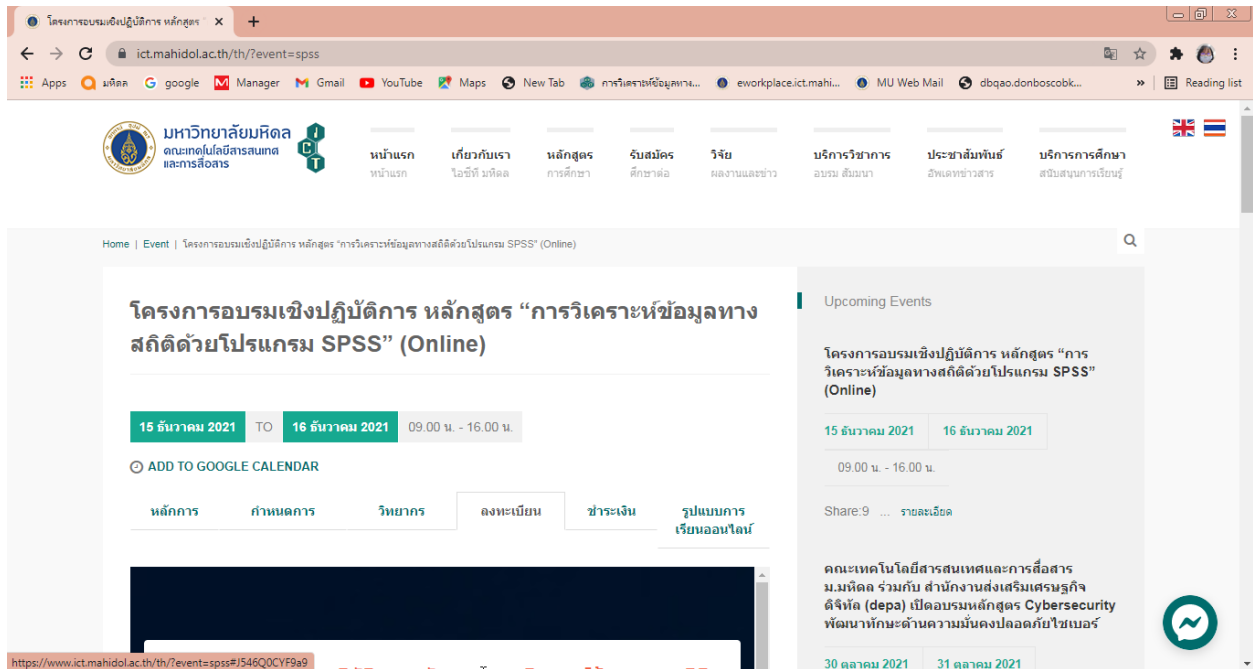 โครงการอบรมเชิงปฏิบัติการ หลักสูตร "
ict.mahidol.ac.th/th/?event=spss
Apps มหิดล google Manager Gmail YouTube Maps New Tab การวิเคราะห์ข้อมูลทาง... eworkplace.ict.mahi... MU Web Mail dbqao.donboscobk... » Reading list
มหาวิทยาลัยมหิดล
คณะเทคโนโลยีสารสนเทศ
และการสื่อสาร
ICT
หน้าแรก เกี่ยวกับเรา หลักสูตร รับสมัคร วิจัย บริการวิชาการ ประชาสัมพันธ์ บริการการศึกษา
หน้าแรก ไอซีที มหิดล การศึกษา ศึกษาต่อ ผลงานและข่าว อบรม สัมมนา อัพเดทข่าวสาร สนับสนุนการเรียนรู้
Home | Event | โครงการอบรมเชิงปฏิบัติการ หลักสูตร "การวิเคราะห์ข้อมูลทางสถิติด้วยโปรแกรม SPSS" (Online)
โครงการอบรมเชิงปฏิบัติการ หลักสูตร "การวิเคราะห์ข้อมูลทาง
สถิติด้วยโปรแกรม SPSS" (Online)
15 ธันวาคม 2021 TO 16 ธันวาคม 2021 09.00 น. - 16.00 น.
ADD TO GOOGLE CALENDAR
หลักการ กำหนดการ วิทยากร ลงทะเบียน ชำระเงิน รูปแบบการ
เรียนออนไลน์
Upcoming Events
โครงการอบรมเชิงปฏิบัติการ หลักสูตร "การ
วิเคราะห์ข้อมูลทางสถิติด้วยโปรแกรม SPSS"
(Online)
15 ธันวาคม 2021 16 ธันวาคม 2021
09.00 น. - 16.00 น.
Share:9 ... รายละเอียด
คณะเทคโนโลยีสารสนเทศและการสื่อสาร
ม.มหิดล ร่วมกับ สำนักงานส่งเสริมเศรษฐกิจ
ดิจิทัล (depa) เปิดอบรมหลักสูตร Cybersecurity
พัฒนาทักษะด้านความมั่นคงปลอดภัยไซเบอร์
30 ตุลาคม 2021 31 ตุลาคม 2021
https://www.ict.mahidol.ac.th/th/?event=spss#J546Q0CYF9a9